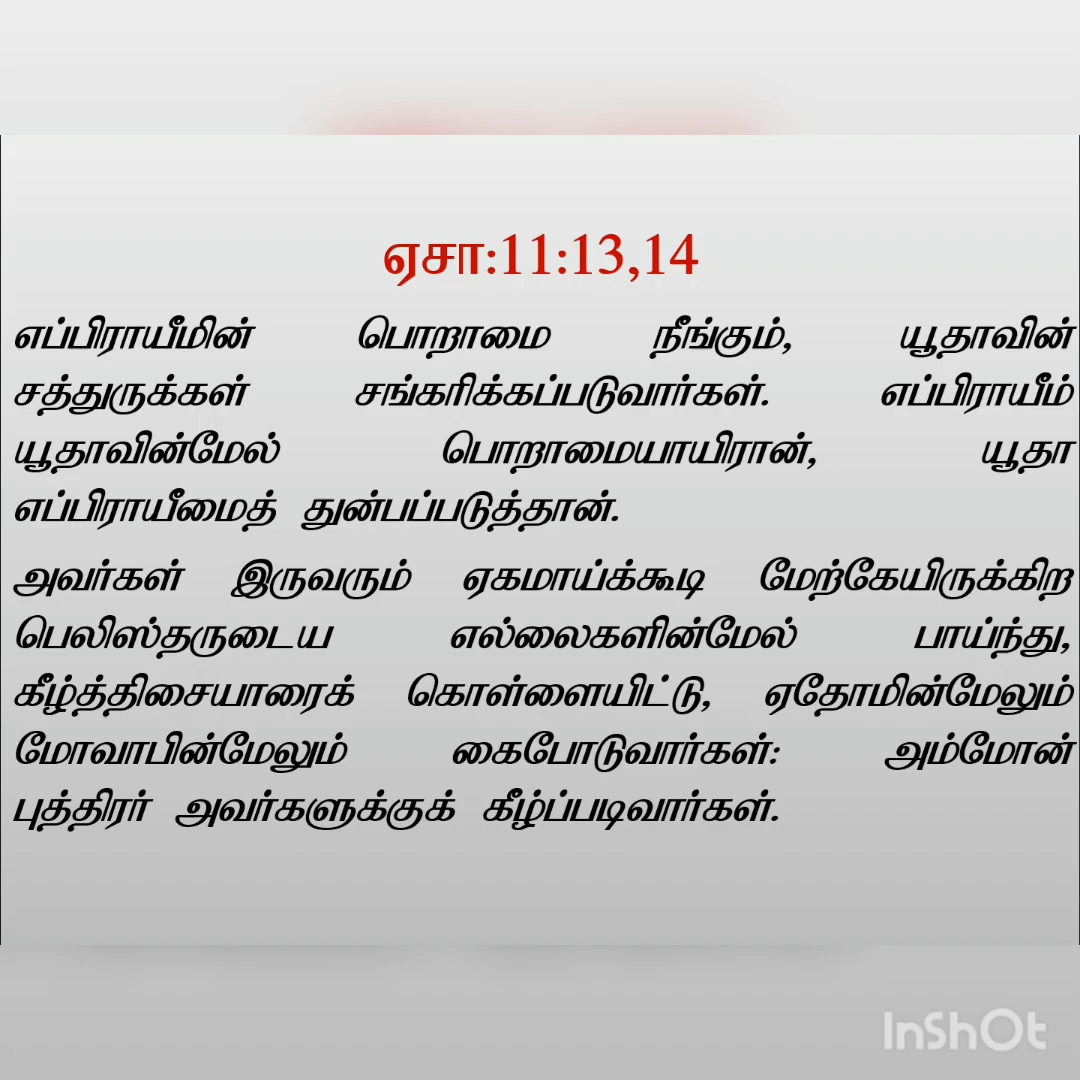 ஏசா:11:13,14
எப்பிராயீமின் பொறாமை நீங்கும், யூதாவின்
சத்துருக்கள் சங்கரிக்கப்படுவார்கள். எப்பிராயீம்
யூதாவின்மேல் பொறாமையாயிரான், யூதா
எப்பிராயீமைத் துன்பப்படுத்தான்.
அவர்கள் இருவரும் ஏகமாய்க்கூடி மேற்கேயிருக்கிற
பெலிஸ்தருடைய எல்லைகளின்மேல் பாய்ந்து,
கீழ்த்திசையாரைக் கொள்ளையிட்டு, ஏதோமின்மேலும்
மோவாபின்மேலும் கைபோடுவார்கள்: அம்மோன்
புத்திரர் அவர்களுக்குக் கீழ்ப்படிவார்கள்.
InShOt